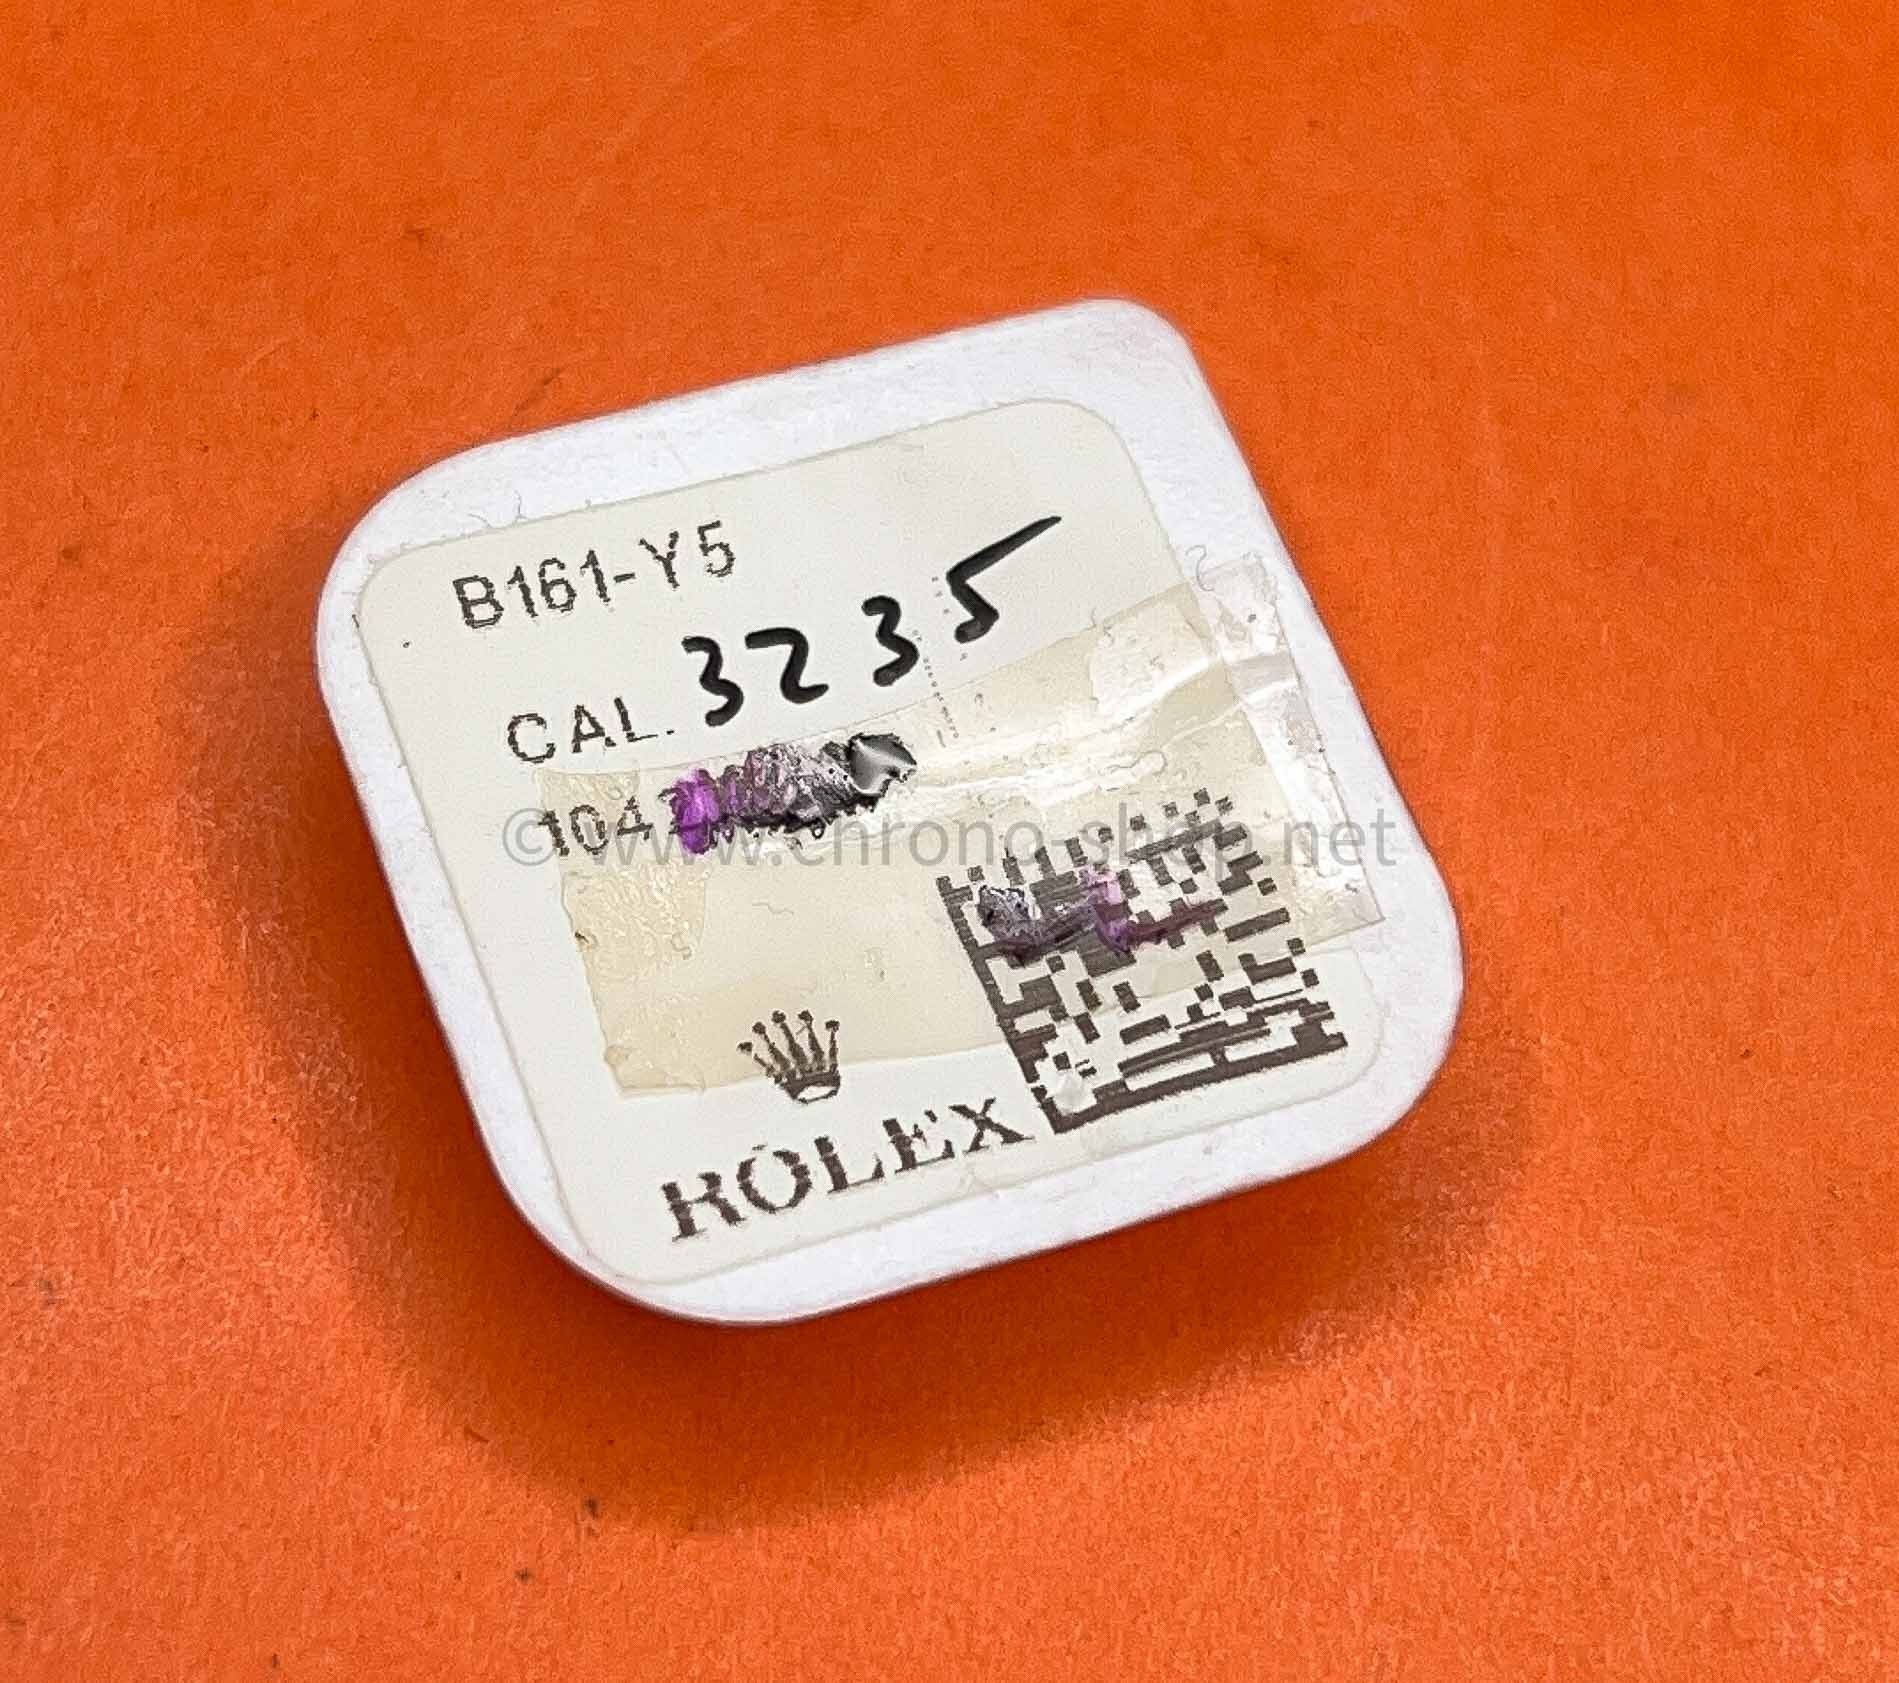 B161-Y5
CAL. 3235
104
© www.chrono-shop.net
ROLEX